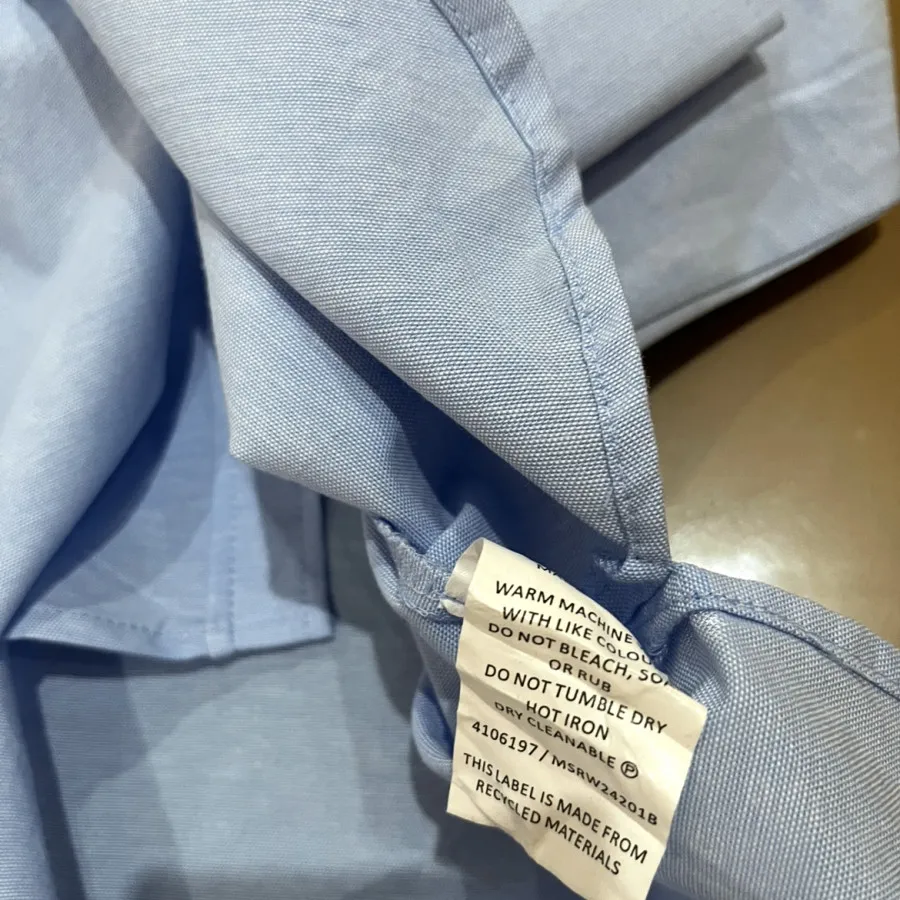 WARM MACHINE
WITH LIKE COLOU
DO NOT BLEACH, SO
OR RUB
DO NOT TUMBLE DRY
HOT IRON
DRY CLEANABLE Ⓟ
4106197 / MSRW24201B
THIS LABEL IS MADE FROM
RECYCLED MATERIALS